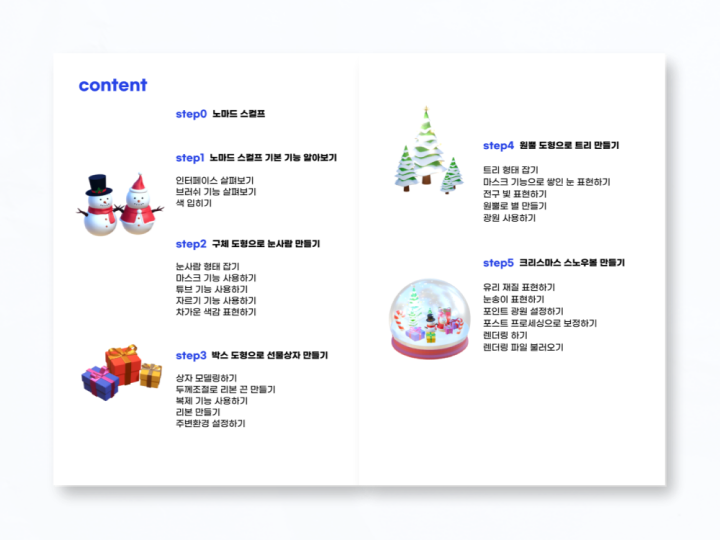 content
step0 노마드 스컬프
step1 노마드 스컬프 기본 기능 알아보기
인터페이스 살펴보기
브러쉬 기능 살펴보기
색 입히기
step2 구체 도형으로 눈사람 만들기
눈사람 형태 잡기
마스크 기능 사용하기
튜브 기능 사용하기
자르기 기능 사용하기
차가운 색감 표현하기
step3 박스 도형으로 선물상자 만들기
상자 모델링하기
두께조절로 리본 끈 만들기
복제 기능 사용하기
리본 만들기
주변환경 설정하기
step4 원뿔 도형으로 트리 만들기
트리 형태 잡기
마스크 기능으로 쌓인 눈 표현하기
전구 빛 표현하기
원뿔로 별 만들기
광원 사용하기
step5 크리스마스 스노우볼 만들기
유리 재질 표현하기
눈송이 표현하기
포인트 광원 설정하기
포스트 프로세싱으로 보정하기
렌더링 하기
렌더링 파일 불러오기